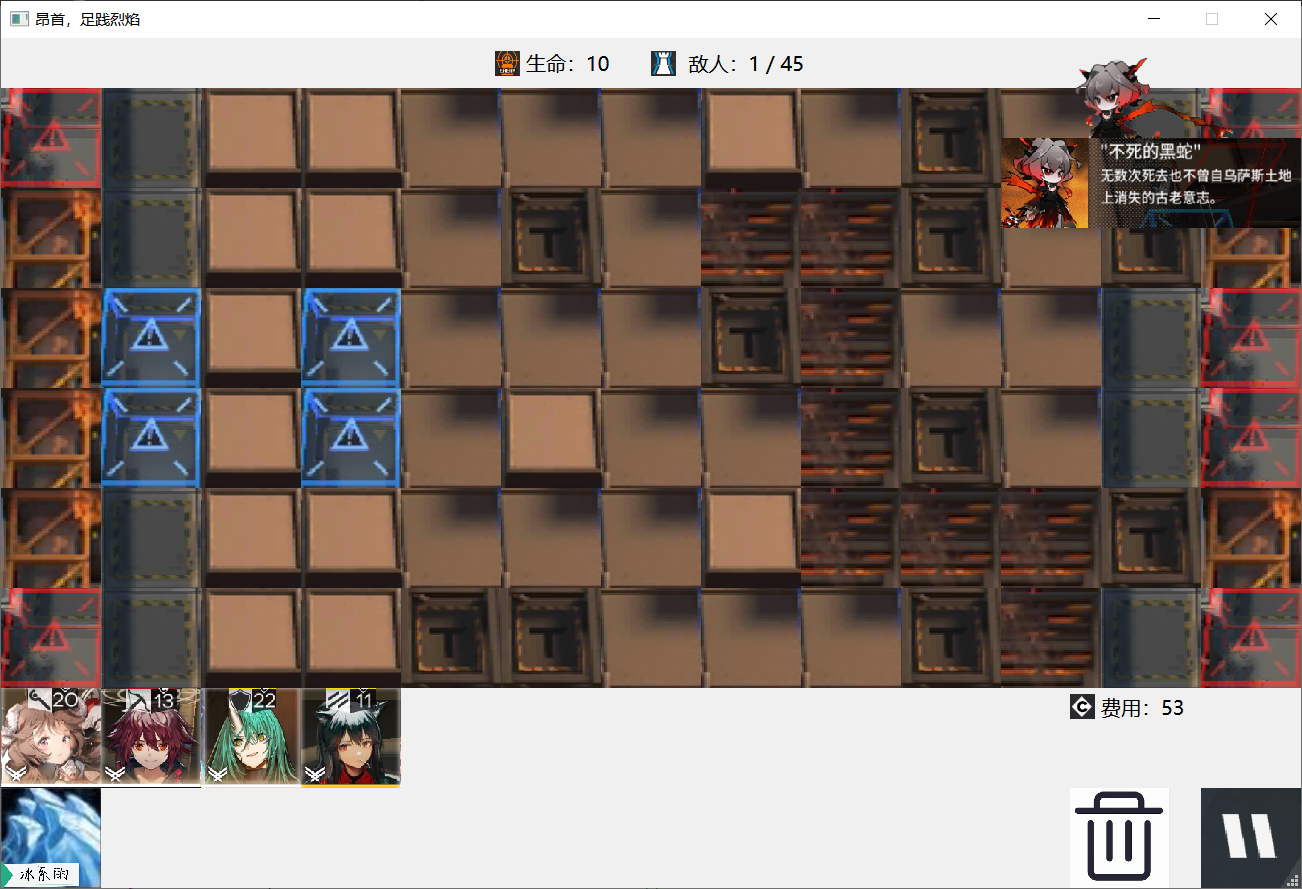 昂首，足践烈焰
生命：10
敌人：1 / 45
"不死的黑蛇"
无数次死去也不曾自乌萨斯土地
上消失的古老意志。
20
13
22
11
费用：53
冰系的